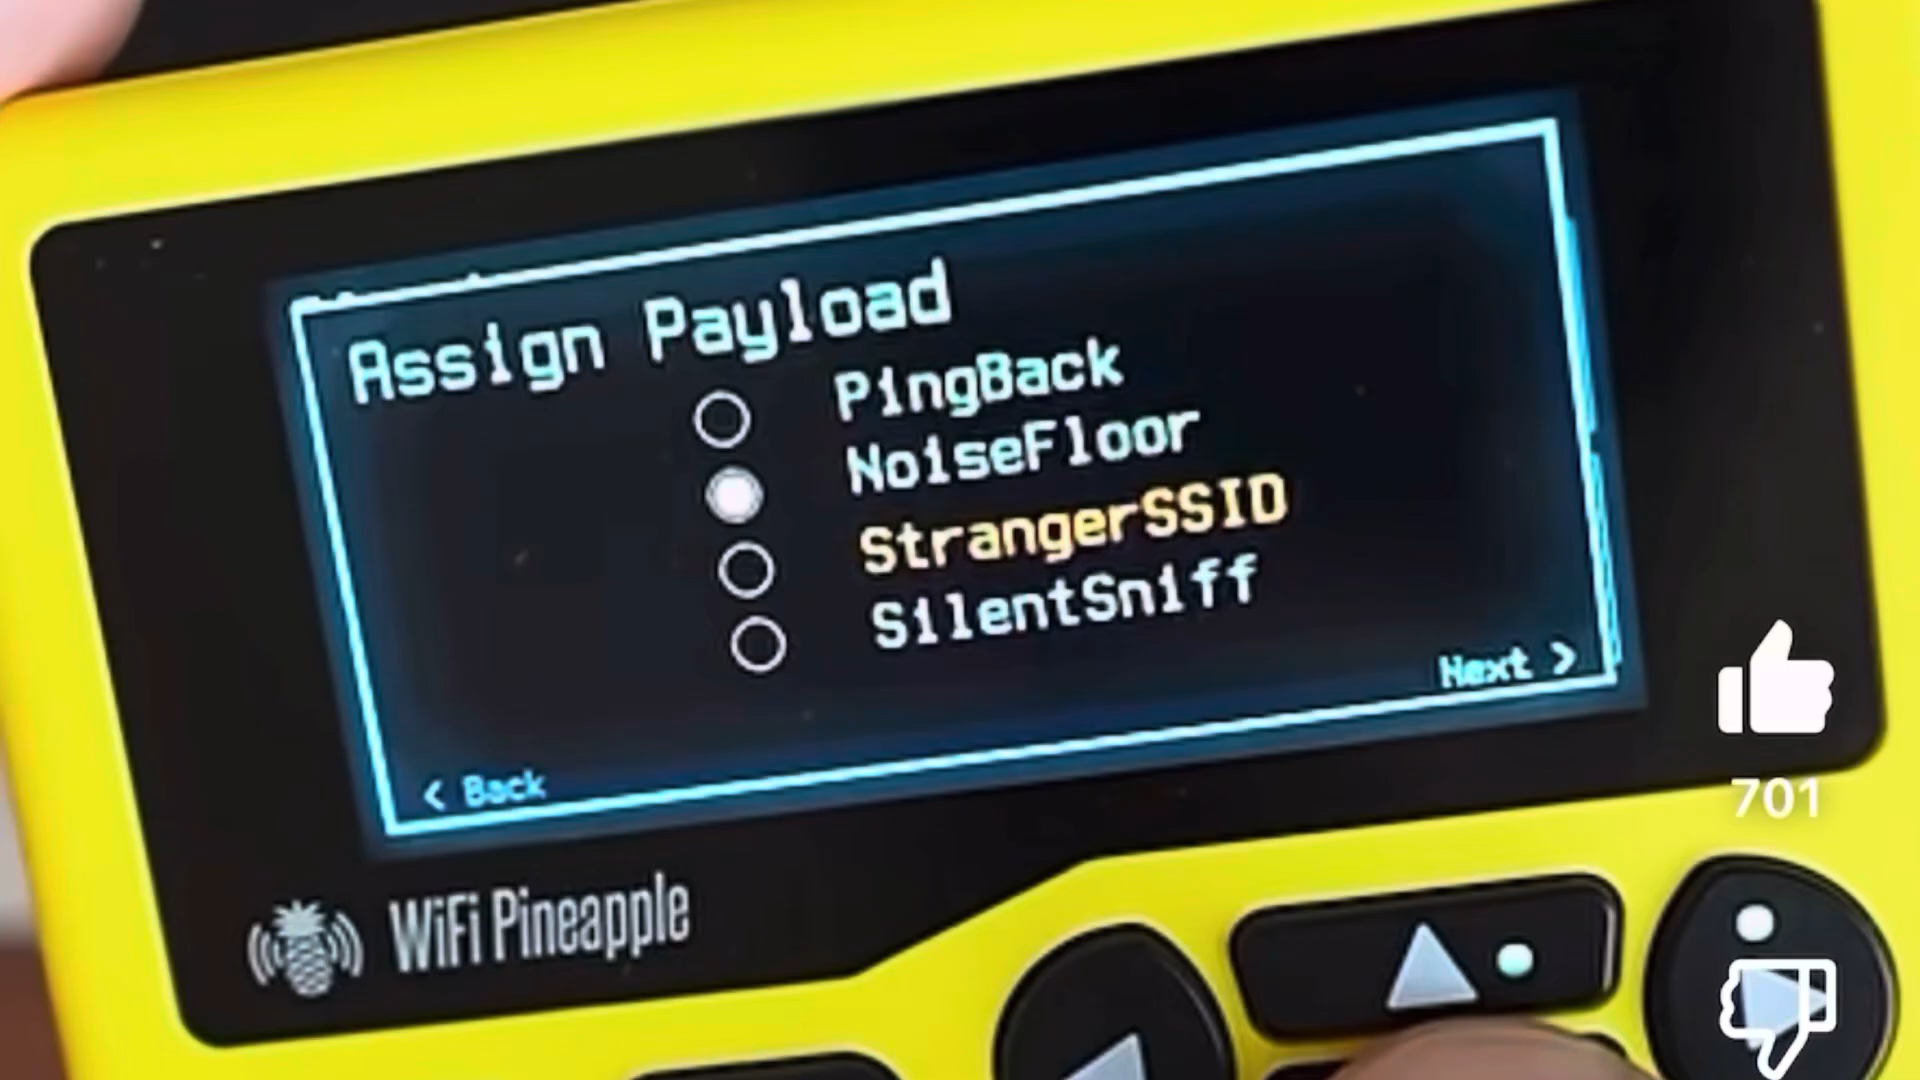 Assign Payload
PingBack
NoiseFloor
StrangerSSID
SilentSniff
Next >
< Back
WiFi Pineapple
701